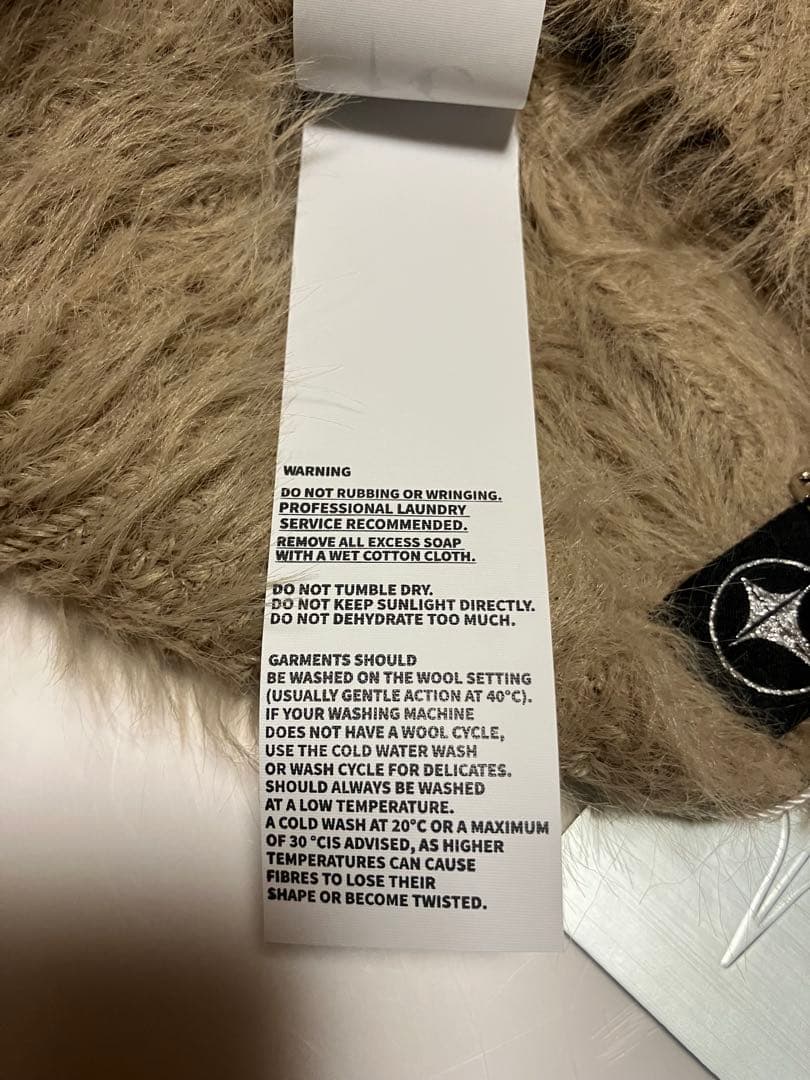 WARNING
DO NOT RUBBING OR WRINGING.
PROFESSIONAL LAUNDRY
SERVICE RECOMMENDED.
REMOVE ALL EXCESS SOAP
WITH A WET COTTON CLOTH.
DO NOT TUMBLE DRY.
DO NOT KEEP SUNLIGHT DIRECTLY.
DO NOT DEHYDRATE TOO MUCH.
GARMENTS SHOULD
BE WASHED ON THE WOOL SETTING
(USUALLY GENTLE ACTION AT 40°C).
IF YOUR WASHING MACHINE
DOES NOT HAVE A WOOL CYCLE,
USE THE COLD WATER WASH
OR WASH CYCLE FOR DELICATES.
SHOULD ALWAYS BE WASHED
AT A LOW TEMPERATURE.
A COLD WASH AT 20°C OR A MAXIMUM
OF 30 °CIS ADVISED, AS HIGHER
TEMPERATURES CAN CAUSE
FIBRES TO LOSE THEIR
SHAPE OR BECOME TWISTED.